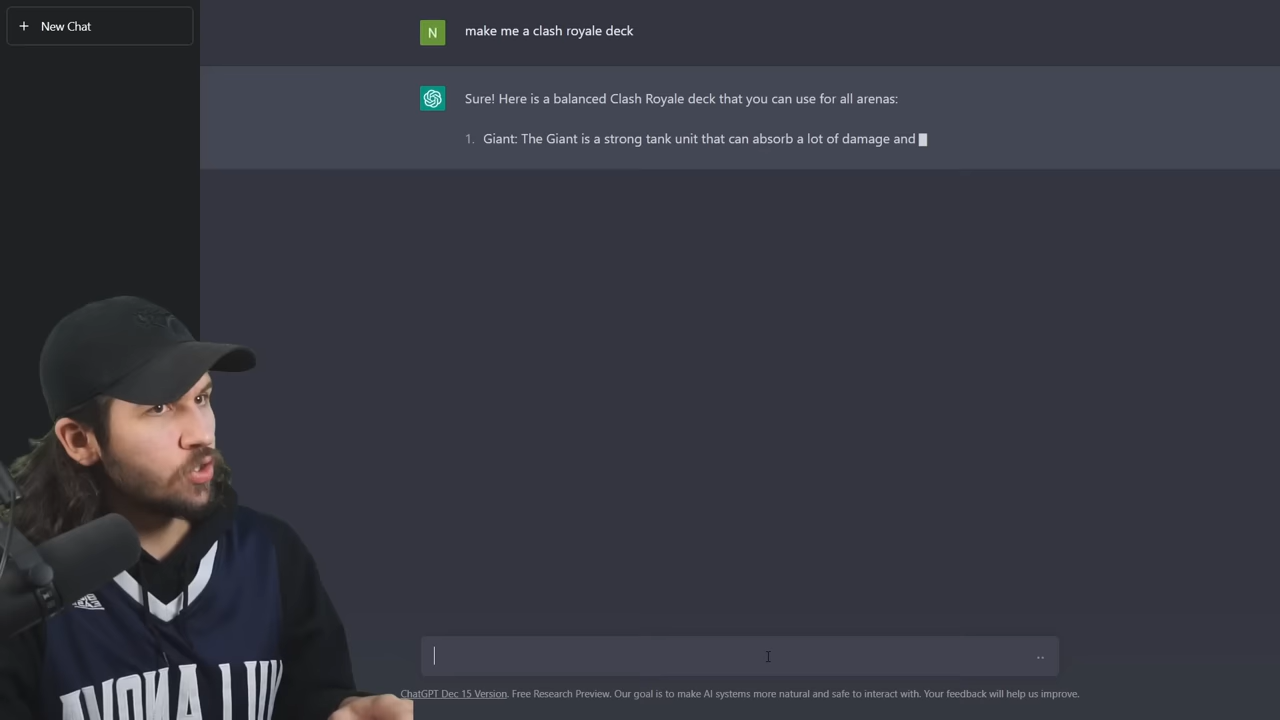 New Chat
N
make me a clash royale deck
Sure! Here is a balanced Clash Royale deck that you can use for all arenas:
1. Giant: The Giant is a strong tank unit that can absorb a lot of damage and
VILLANOVA
ChatGPT Dec 15 Version. Free Research Preview. Our goal is to make AI systems more natural and safe to interact with. Your feedback will help us improve.